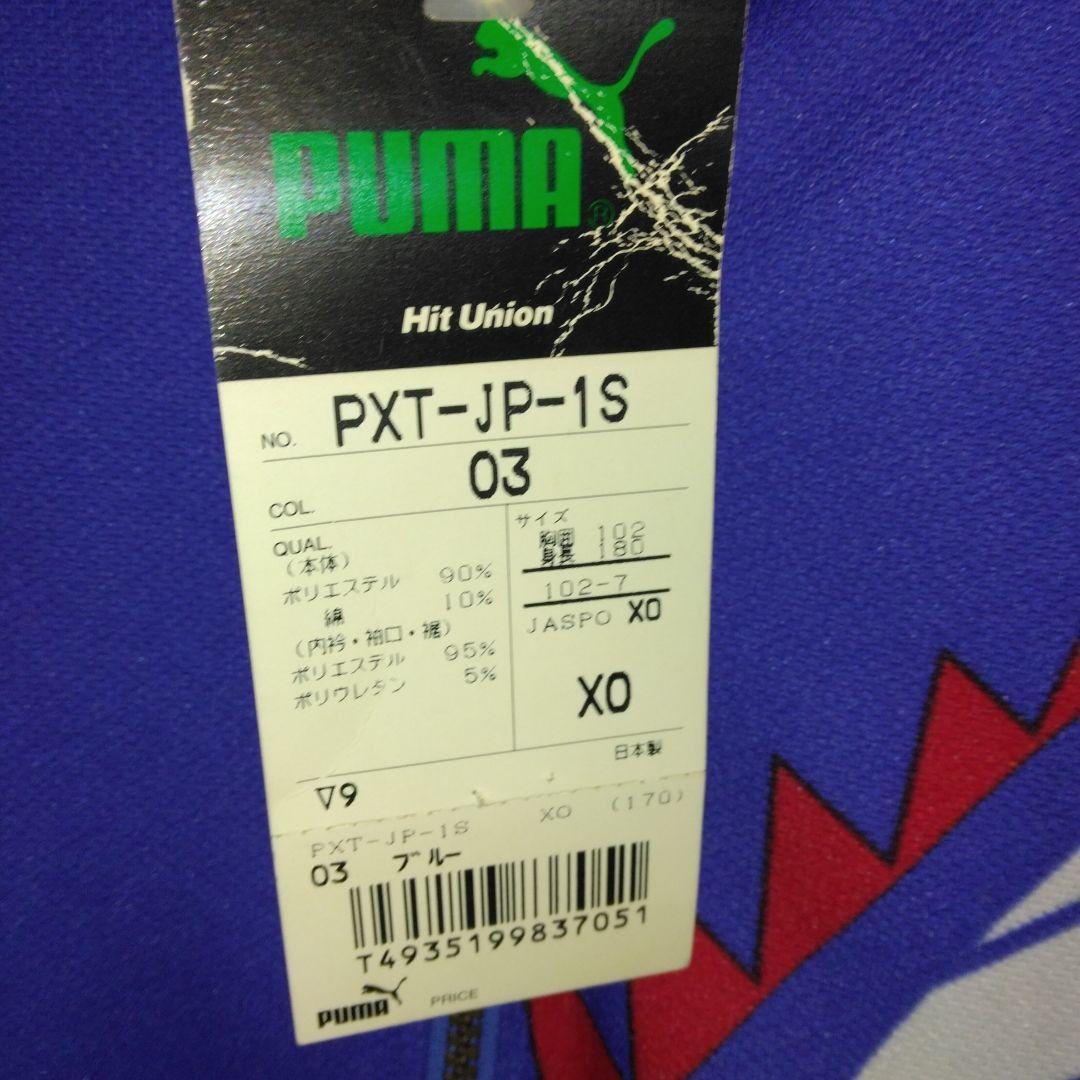 PUMA®
Hit Union
NO. PXT-JP-1S
COL. 03
QUAL.
(本体)
ポリエステル 90%
綿 10%
(内衿・袖口・裾)
ポリエステル 95%
ポリウレタン 5%
サイズ
胸囲 102
身長 180
102-7
JASPO XO
XO
日本製
▽9
PXT-JP-1S XO (170)
03 ブルー
T4935199837051
PUMA PRICE